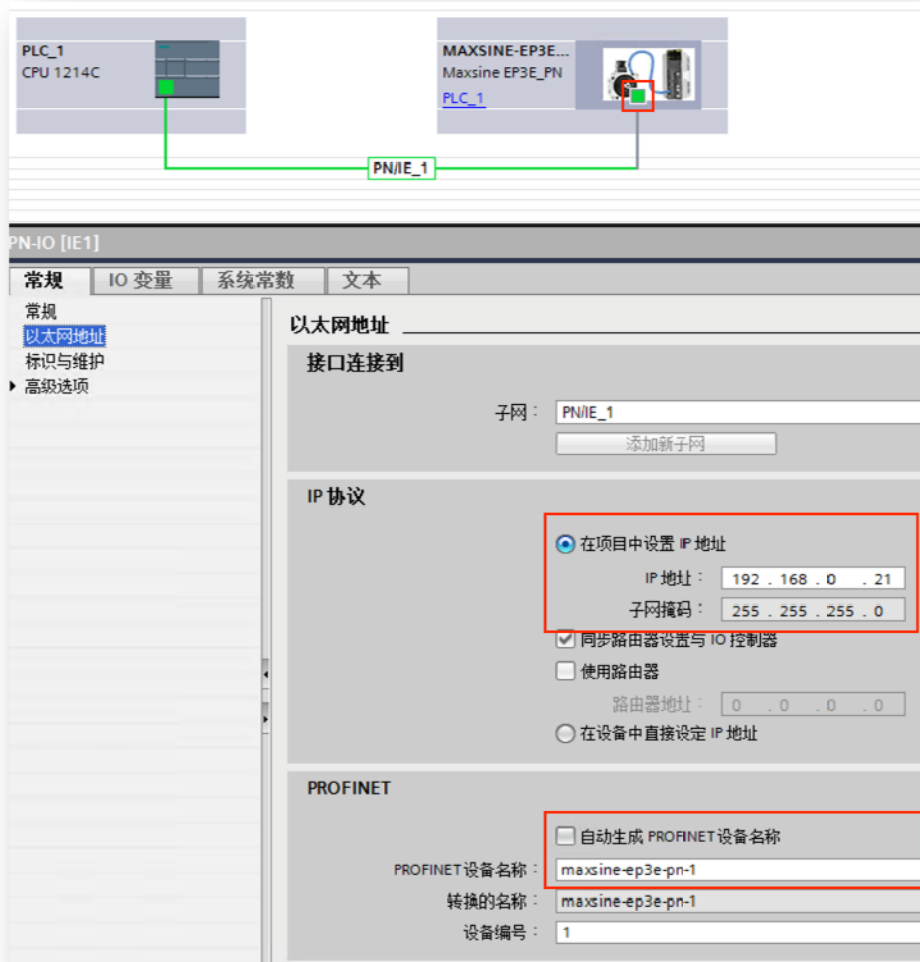 PLC_1
CPU 1214C
MAXSINE-EP3E...
Maxsine EP3E_PN
PLC_1
PN/IE_1
PN-IO [IE1]
常规 IO 变量 系统常数 文本
常规
以太网地址
标识与维护
高级选项
以太网地址
接口连接到
子网： PN/IE_1
添加新子网
IP 协议
在项目中设置 IP 地址
IP 地址： 192 . 168 . 0 . 21
子网掩码： 255 . 255 . 255 . 0
同步路由器设置与 IO 控制器
使用路由器
路由器地址： 0 . 0 . 0 . 0
在设备中直接设定 IP 地址
PROFINET
自动生成 PROFINET 设备名称
PROFINET 设备名称： maxsine-ep3e-pn-1
转换的名称： maxsine-ep3e-pn-1
设备编号： 1